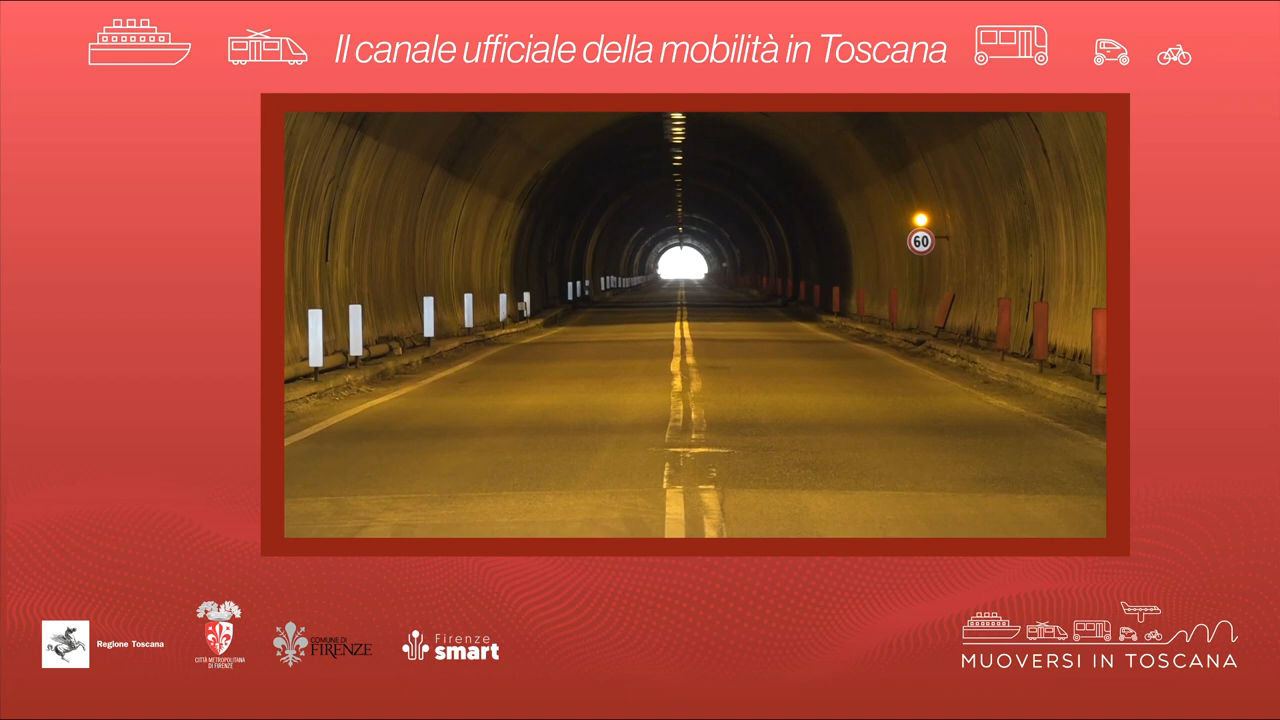 Il canale ufficiale della mobilità in Toscana
60
Regione Toscana
CITTÀ METROPOLITANA
DI FIRENZE
COMUNE DI
FIRENZE
Firenze
smart
MUOVERSI IN TOSCANA